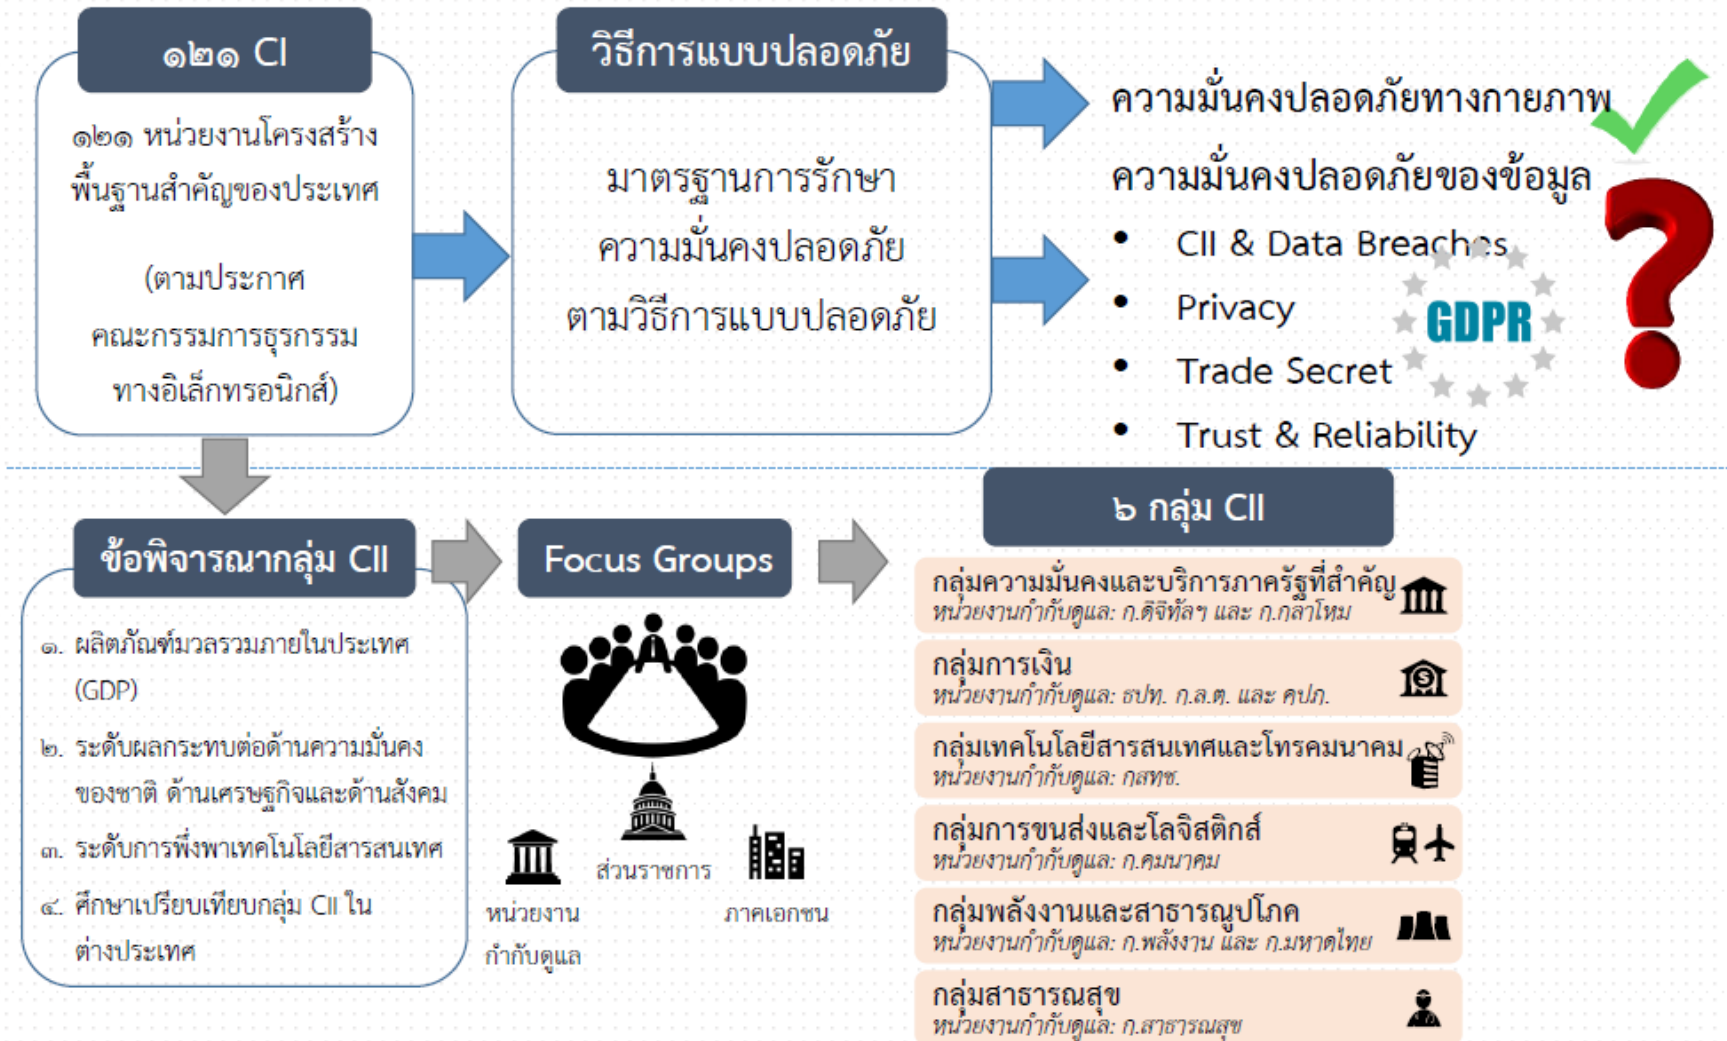 ๑๒๑ CI
๑๒๑ หน่วยงานโครงสร้าง
พื้นฐานสำคัญของประเทศ
(ตามประกาศ
คณะกรรมการธุรกรรม
ทางอิเล็กทรอนิกส์)
วิธีการแบบปลอดภัย
มาตรฐานการรักษา
ความมั่นคงปลอดภัย
ตามวิธีการแบบปลอดภัย
ความมั่นคงปลอดภัยทางกายภาพ
ความมั่นคงปลอดภัยของข้อมูล
• CII & Data Breaches
• Privacy
• Trade Secret
• Trust & Reliability
GDPR
?
ข้อพิจารณากลุ่ม CII
๑. ผลิตภัณฑ์มวลรวมภายในประเทศ
(GDP)
๒. ระดับผลกระทบต่อด้านความมั่นคง
ของชาติ ด้านเศรษฐกิจและด้านสังคม
๓. ระดับการพึ่งพาเทคโนโลยีสารสนเทศ
๔. ศึกษาเปรียบเทียบกลุ่ม CII ใน
ต่างประเทศ
Focus Groups
หน่วยงาน
กำกับดูแล
ส่วนราชการ
ภาคเอกชน
๖ กลุ่ม CII
กลุ่มความมั่นคงและบริการภาครัฐที่สำคัญ
หน่วยงานกำกับดูแล: ก.ดิจิทัลฯ และ ก.กลาโหม
กลุ่มการเงิน
หน่วยงานกำกับดูแล: ธปท. ก.ล.ต. และ คปภ.
กลุ่มเทคโนโลยีสารสนเทศและโทรคมนาคม
หน่วยงานกำกับดูแล: กสทช.
กลุ่มการขนส่งและโลจิสติกส์
หน่วยงานกำกับดูแล: ก.คมนาคม
กลุ่มพลังงานและสาธารณูปโภค
หน่วยงานกำกับดูแล: ก.พลังงาน และ ก.มหาดไทย
กลุ่มสาธารณสุข
หน่วยงานกำกับดูแล: ก.สาธารณสุข